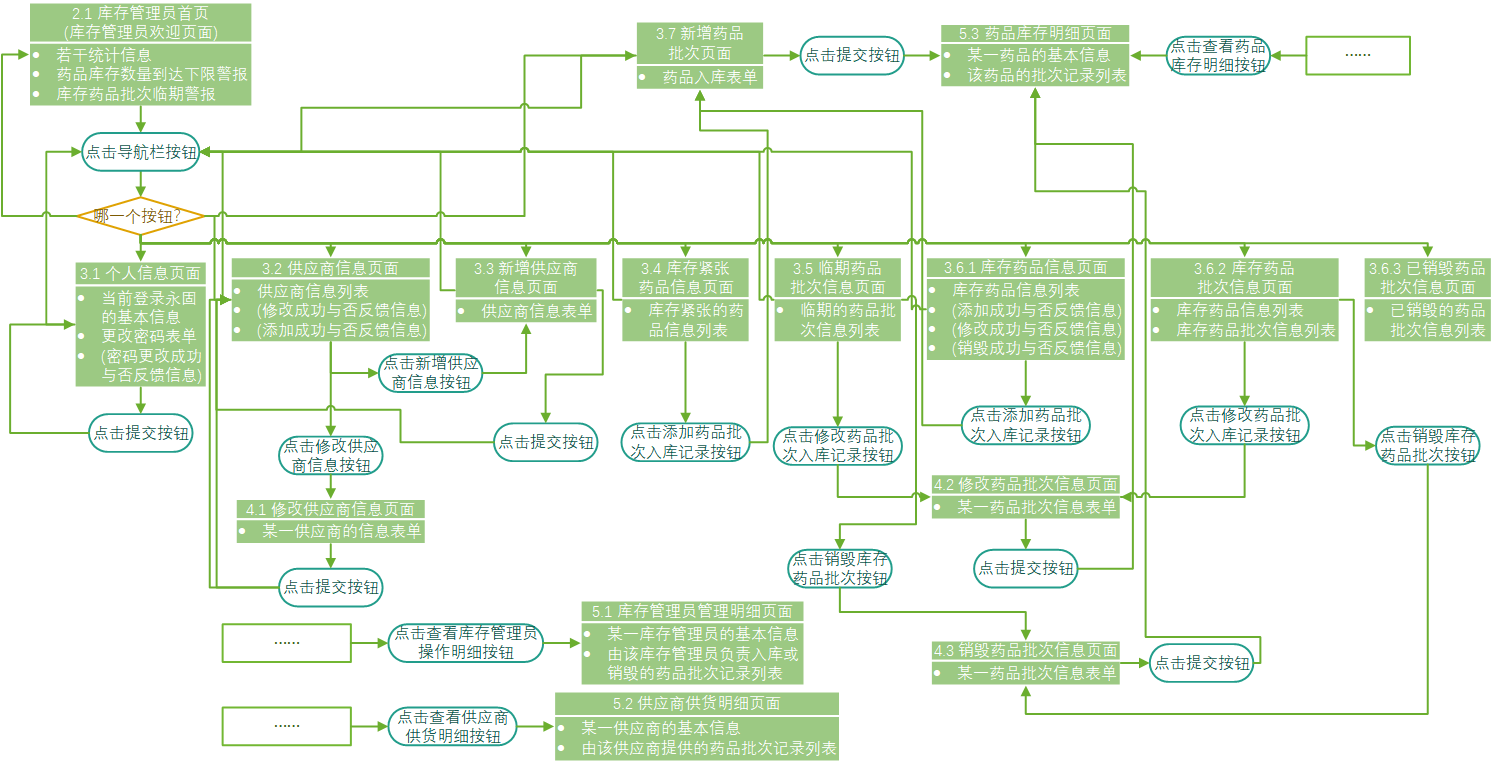 2.1 库存管理员首页
(库存管理员欢迎页面)
若干统计信息
药品库存数量到达下限警报
库存药品批次临期警报
3.7 新增药品
批次页面
药品入库表单
点击提交按钮
5.3 药品库存明细页面
某一药品的基本信息
该药品的批次记录列表
点击查看药品
库存明细按钮
……
点击导航栏按钮
哪一个按钮?
3.1 个人信息页面
当前登录永固
的基本信息
更改密码表单
(密码更改成功
与否反馈信息)
3.2 供应商信息页面
供应商信息列表
(修改成功与否反馈信息)
(添加成功与否反馈信息)
3.3 新增供应商
信息页面
供应商信息表单
3.4 库存紧张
药品信息页面
库存紧张的药
品信息列表
3.5 临期药品
批次信息页面
临期的药品批
次信息列表
3.6.1 库存药品信息页面
库存药品信息列表
(添加成功与否反馈信息)
(修改成功与否反馈信息)
(销毁成功与否反馈信息)
3.6.2 库存药品
批次信息页面
库存药品信息列表
库存药品批次信息列表
3.6.3 已销毁药品
批次信息页面
已销毁的药品
批次信息列表
点击新增供应
商信息按钮
点击提交按钮
点击修改供应
商信息按钮
点击提交按钮
点击添加药品批
次入库记录按钮
点击修改药品批
次入库记录按钮
点击添加药品批
次入库记录按钮
点击修改药品批
次入库记录按钮
点击销毁库存
药品批次按钮
4.1 修改供应商信息页面
某一供应商的信息表单
4.2 修改药品批次信息页面
某一药品批次信息表单
点击提交按钮
点击销毁库存
药品批次按钮
点击提交按钮
……
点击查看库存管理员
操作明细按钮
5.1 库存管理员管理明细页面
某一库存管理员的基本信息
由该库存管理员负责入库或
销毁的药品批次记录列表
4.3 销毁药品批次信息页面
某一药品批次信息表单
点击提交按钮
……
点击查看供应商
供货明细按钮
5.2 供应商供货明细页面
某一供应商的基本信息
由该供应商提供的药品批次记录列表